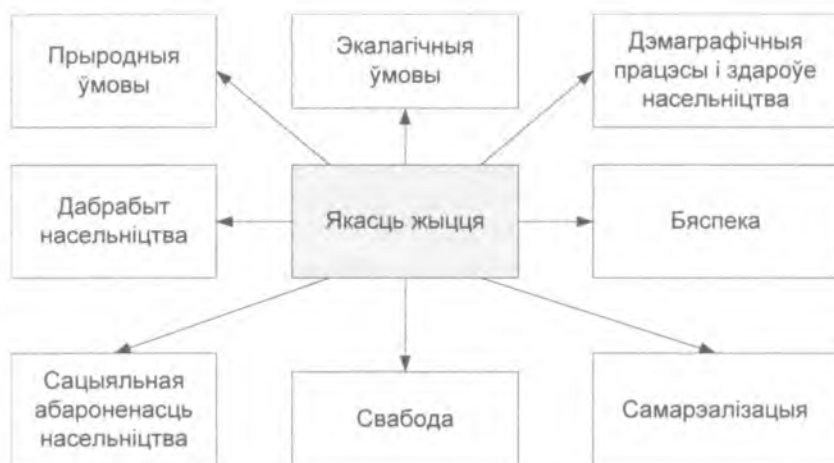 Прыродныя
ўмовы
Экалагічныя
ўмовы
Дэмаграфічныя
працэсы і здароўе
насельніцтва
Дабрабыт
насельніцтва
Якасць жыцця
Бяспека
Сацыяльная
абароненасць
насельніцтва
Свабода
Самарэалізацыя